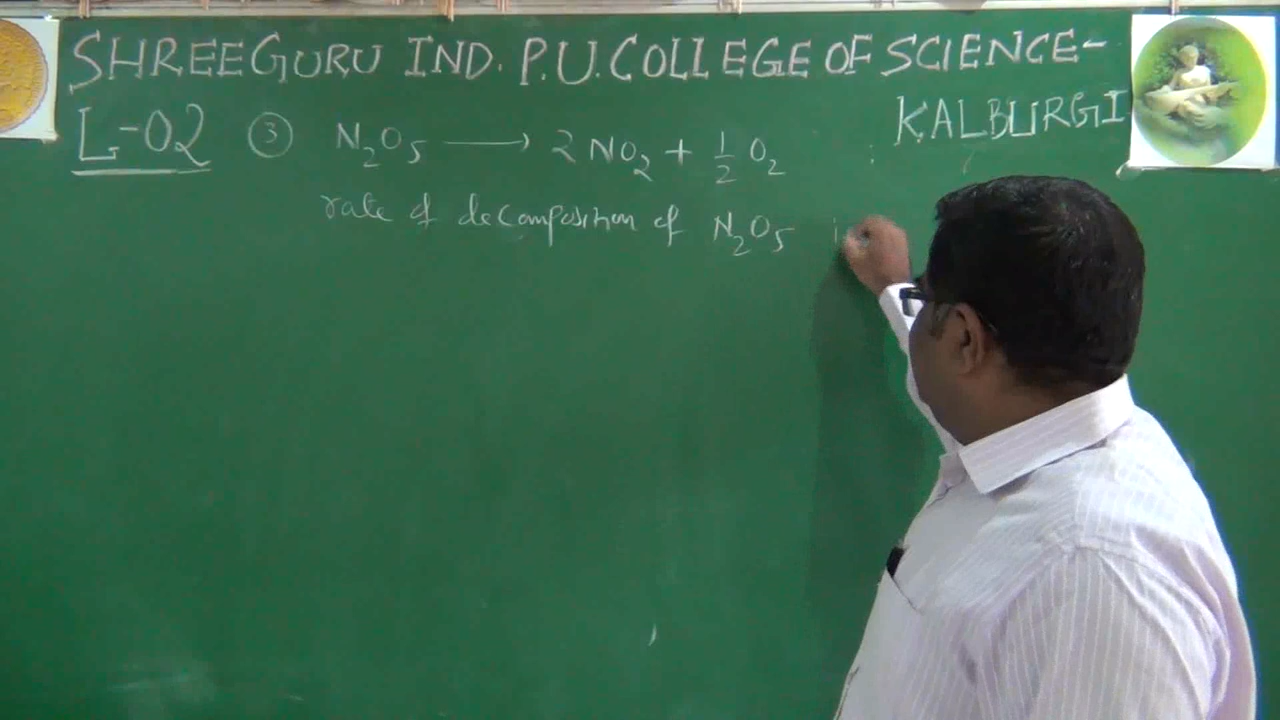 SHREEGURU IND. P.U. COLLEGE OF SCIENCE-
KALBURGI
L-02 ③ N₂O₅ → 2NO₂ + 1/2 O₂
rate of decomposition of N₂O₅